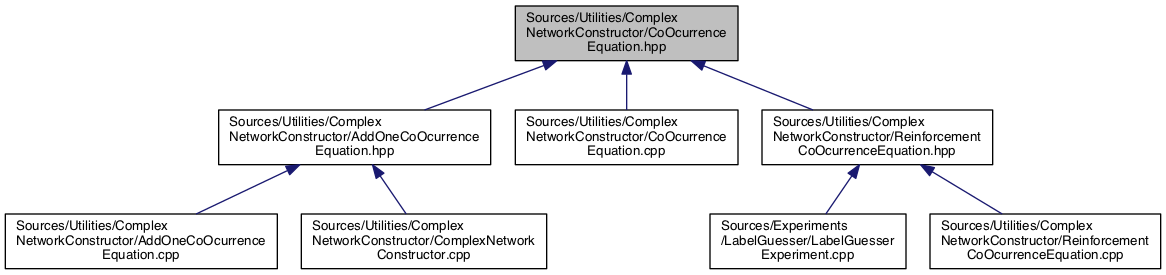 Sources/Utilities/Complex
NetworkConstructor/CoOcurrence
Equation.hpp
Sources/Utilities/Complex
NetworkConstructor/AddOneCoOcurrence
Equation.hpp
Sources/Utilities/Complex
NetworkConstructor/CoOcurrence
Equation.cpp
Sources/Utilities/Complex
NetworkConstructor/Reinforcement
CoOcurrenceEquation.hpp
Sources/Utilities/Complex
NetworkConstructor/AddOneCoOcurrence
Equation.cpp
Sources/Utilities/Complex
NetworkConstructor/ComplexNetwork
Constructor.cpp
Sources/Experiments
/LabelGuesser/LabelGuesser
Experiment.cpp
Sources/Utilities/Complex
NetworkConstructor/Reinforcement
CoOcurrenceEquation.cpp